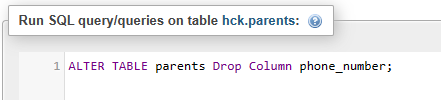 Run SQL query/queries on table hck.parents:
1 ALTER TABLE parents Drop Column phone_number;